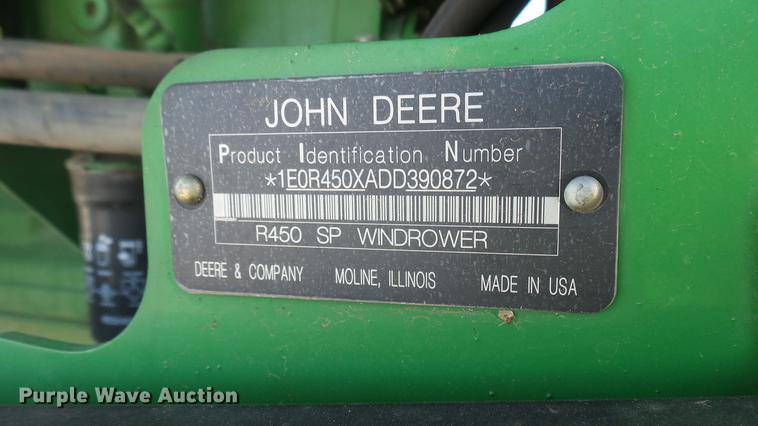 JOHN DEERE
Product Identification Number
*1E0R450XADD390872*
R450 SP WINDROWER
DEERE & COMPANY MOLINE, ILLINOIS MADE IN USA
Purple Wave Auction